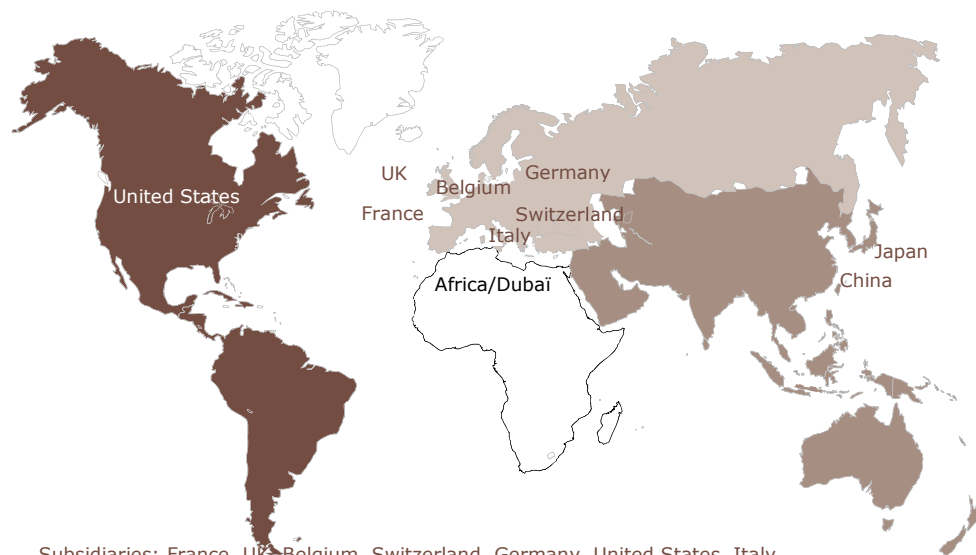 UK
Germany
Belgium
United States
France
Switzerland
Italy
Japan
Africa/Dubaï
China
Subsidiaries: France, UK, Belgium, Switzerland, Germany, United States, Italy,